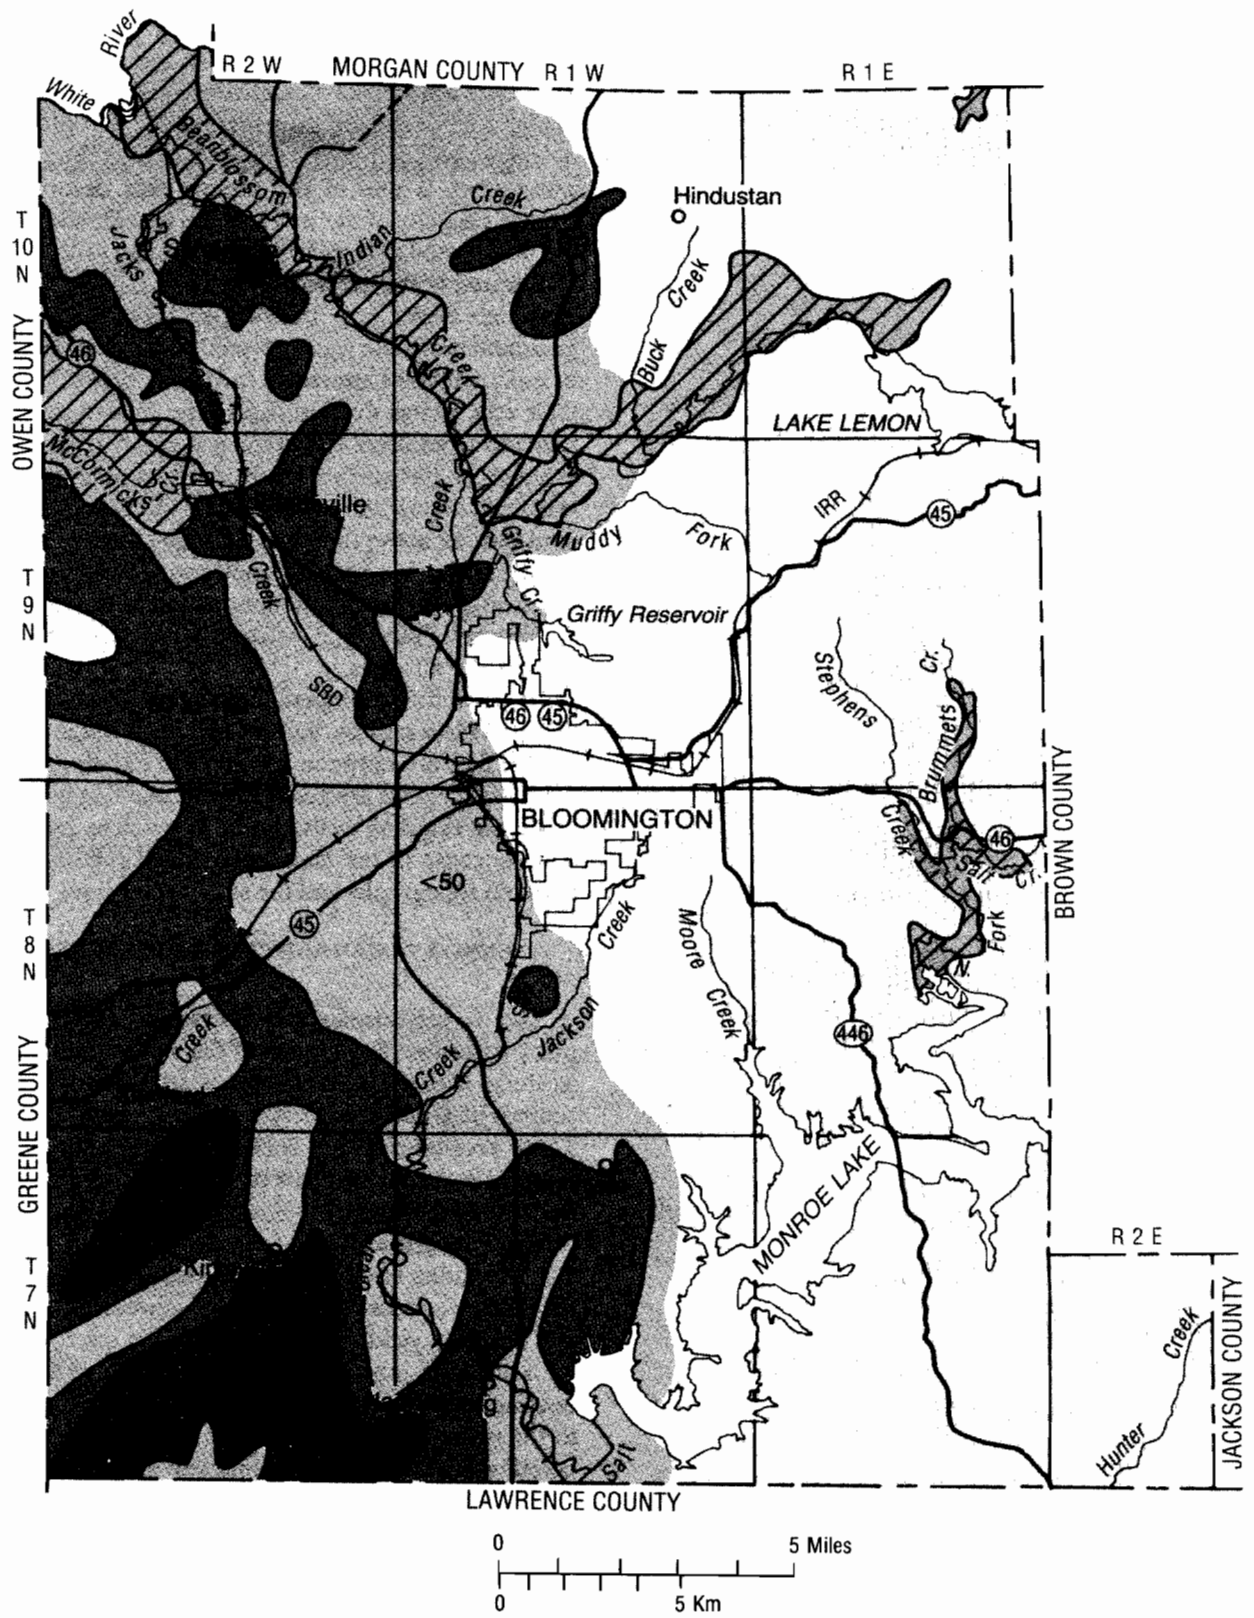 River
R 2 W
MORGAN COUNTY
R 1 W
R 1 E
White
Beanblossom
Creek
Hindustan
T
10
N
Jacks
Indian
Creek
Buck
OWEN COUNTY
46
Creek
LAKE LEMON
McCormicks
ville
Creek
IRR
45
Muddy
Fork
Griffy Cr.
T
9
N
Creek
Griffy Reservoir
Stephens
Cr.
SBD
Brummets
46
45
BROWN COUNTY
BLOOMINGTON
Creek
46
Salt
Cr.
<50
T
8
N
45
Creek
Moore
Fork
N.
Creek
Jackson
446
Creek
Creek
GREENE COUNTY
MONROE LAKE
R 2 E
T
7
N
Kir
Creek
JACKSON COUNTY
g
Salt
Hunter
LAWRENCE COUNTY
0
5 Miles
0
5 Km